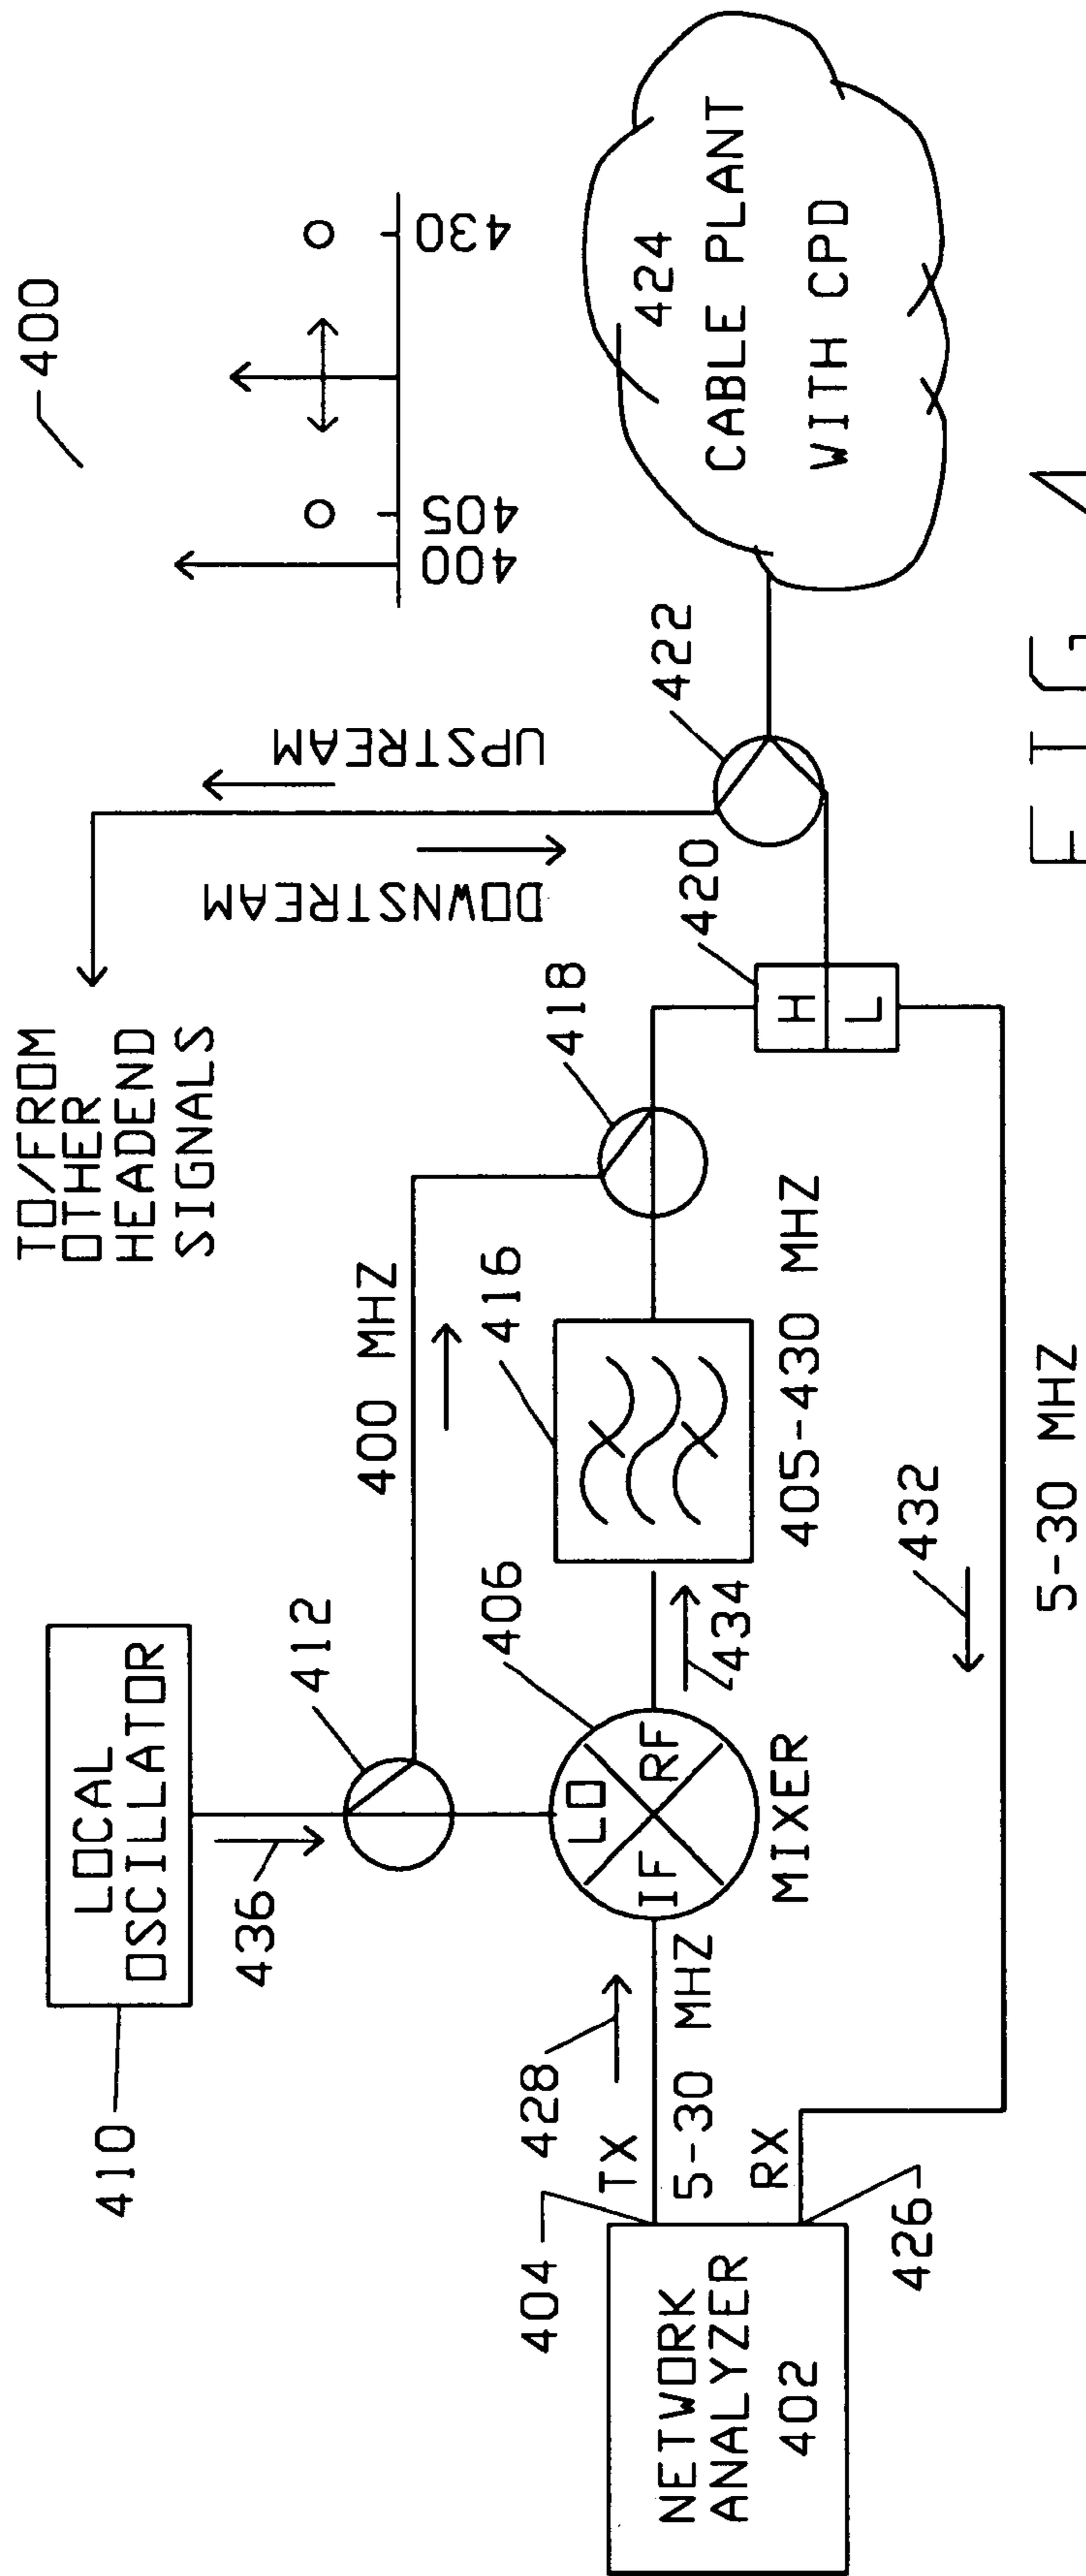 400
TO/FROM
OTHER
HEADEND
SIGNALS
UPSTREAM
DOWNSTREAM
400
405
430
LOCAL
OSCILLATOR
410
436
412
400 MHZ
416
418
420
422
424
CABLE PLANT
WITH CPD
404
428
TX
5-30 MHZ
LO
IF
RF
406
MIXER
434
405-430 MHZ
H
L
NETWORK
ANALYZER
402
RX
426
432
5-30 MHZ
FIG 4